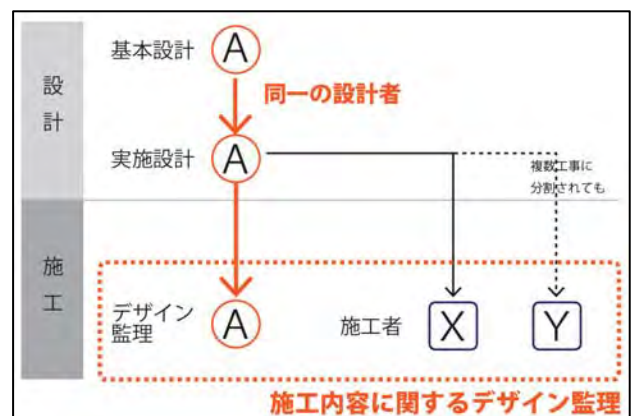 設計
基本設計
A
同一の設計者
実施設計
A
複数工事に
分割されても
施工
デザイン
監理
A
施工者
X
Y
施工内容に関するデザイン監理